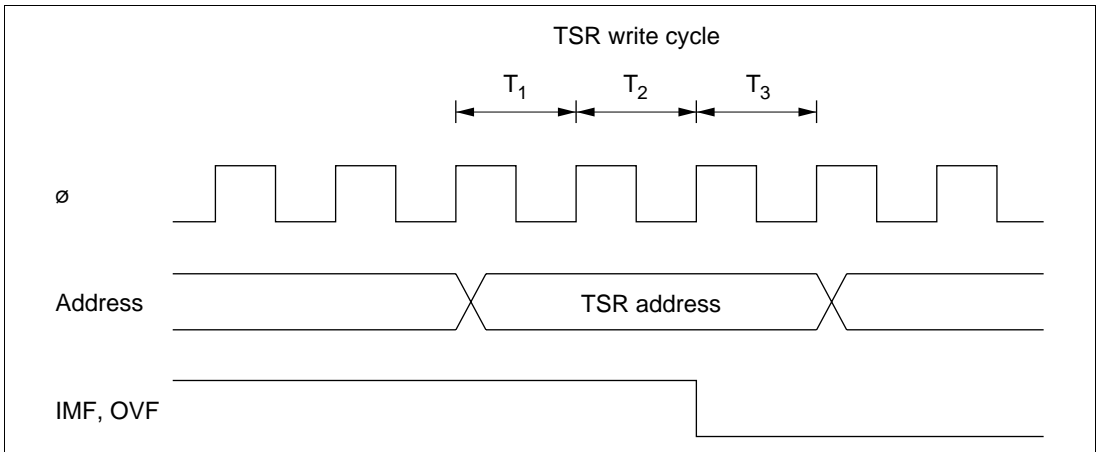 TSR write cycle
T1 T2 T3
ø
Address TSR address
IMF, OVF